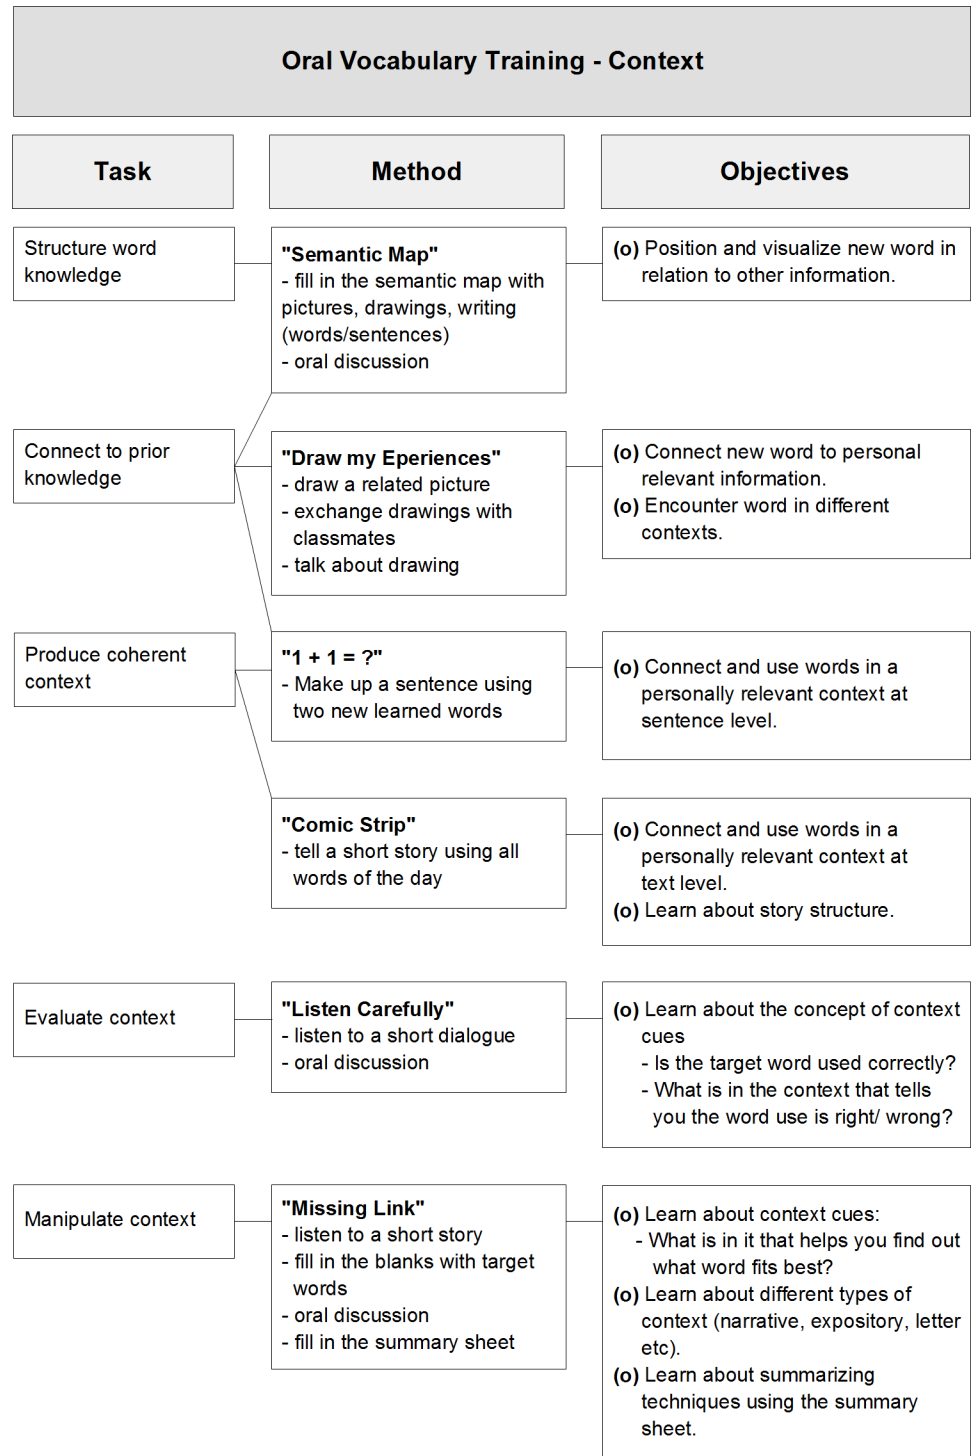 Oral Vocabulary Training - Context
Task
Method
Objectives
Structure word
knowledge
"Semantic Map"
- fill in the semantic map with
pictures, drawings, writing
(words/sentences)
- oral discussion
(o) Position and visualize new word in
relation to other information.
Connect to prior
knowledge
"Draw my Eperiences"
- draw a related picture
- exchange drawings with
classmates
- talk about drawing
(o) Connect new word to personal
relevant information.
(o) Encounter word in different
contexts.
Produce coherent
context
"1 + 1 = ?"
- Make up a sentence using
two new learned words
(o) Connect and use words in a
personally relevant context at
sentence level.
"Comic Strip"
- tell a short story using all
words of the day
(o) Connect and use words in a
personally relevant context at
text level.
(o) Learn about story structure.
Evaluate context
"Listen Carefully"
- listen to a short dialogue
- oral discussion
(o) Learn about the concept of context
cues
- Is the target word used correctly?
- What is in the context that tells
you the word use is right/ wrong?
Manipulate context
"Missing Link"
- listen to a short story
- fill in the blanks with target
words
- oral discussion
- fill in the summary sheet
(o) Learn about context cues:
- What is in it that helps you find out
what word fits best?
(o) Learn about different types of
context (narrative, expository, letter
etc).
(o) Learn about summarizing
techniques using the summary
sheet.